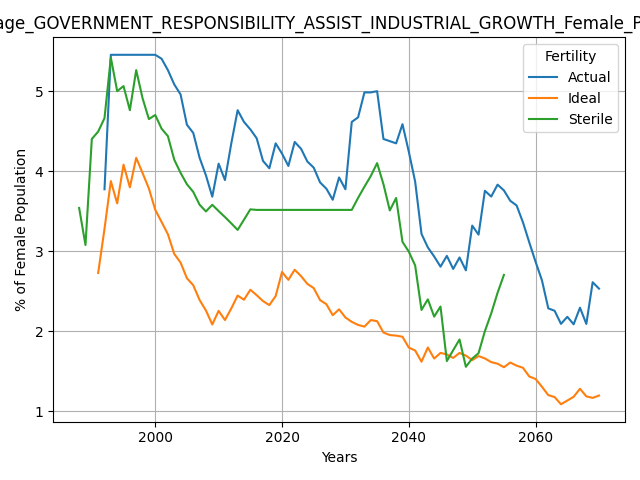 age_GOVERNMENT_RESPONSIBILITY_ASSIST_INDUSTRIAL_GROWTH_Female_P
Fertility
Actual
Ideal
Sterile
% of Female Population
5
4
3
2
1
2000 2020 2040 2060
Years